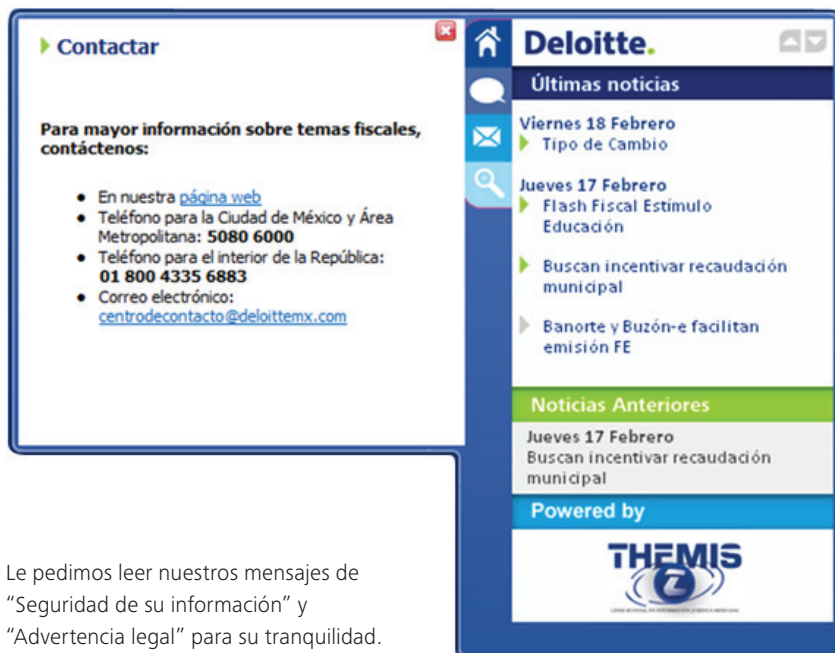 Contactar
Para mayor información sobre temas fiscales,
contáctenos:
• En nuestra página web
• Teléfono para la Ciudad de México y Área
Metropolitana: 5080 6000
• Teléfono para el interior de la República:
01 800 4335 6883
• Correo electrónico:
centrodecontacto@deloittemx.com
Deloitte.
Últimas noticias
Viernes 18 Febrero
Tipo de Cambio
Jueves 17 Febrero
Flash Fiscal Estímulo
Educación
Buscan incentivar recaudación
municipal
Banorte y Buzón-e facilitan
emisión FE
Noticias Anteriores
Jueves 17 Febrero
Buscan incentivar recaudación
municipal
Powered by
THEMIS
Le pedimos leer nuestros mensajes de
“Seguridad de su información” y
“Advertencia legal” para su tranquilidad.